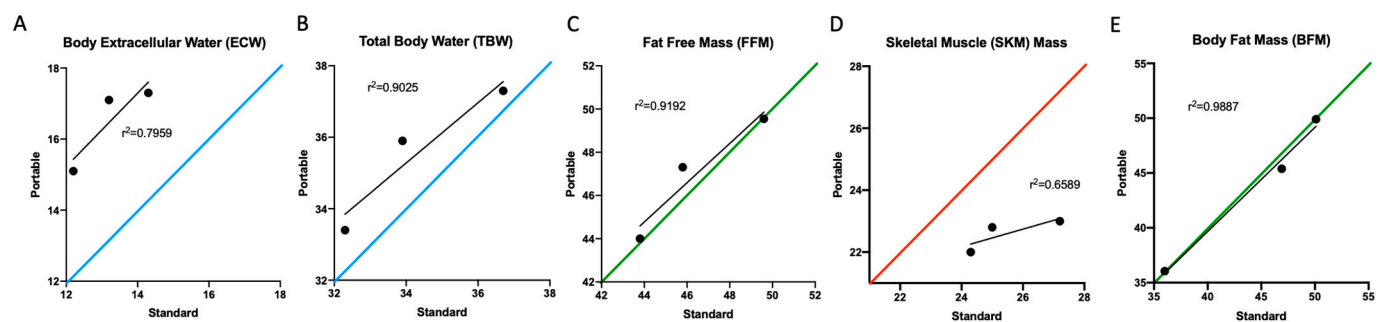 A
Body Extracellular Water (ECW)
18
16
14
12
12
14
16
18
r²=0.7959
Portable
Standard
B
Total Body Water (TBW)
38
36
34
32
32
34
36
38
r²=0.9025
Portable
Standard
C
Fat Free Mass (FFM)
52
50
48
46
44
42
42
44
46
48
50
52
r²=0.9192
Portable
Standard
D
Skeletal Muscle (SKM) Mass
28
26
24
22
22
24
26
28
r²=0.6589
Portable
Standard
E
Body Fat Mass (BFM)
55
50
45
40
35
35
40
45
50
55
r²=0.9887
Portable
Standard